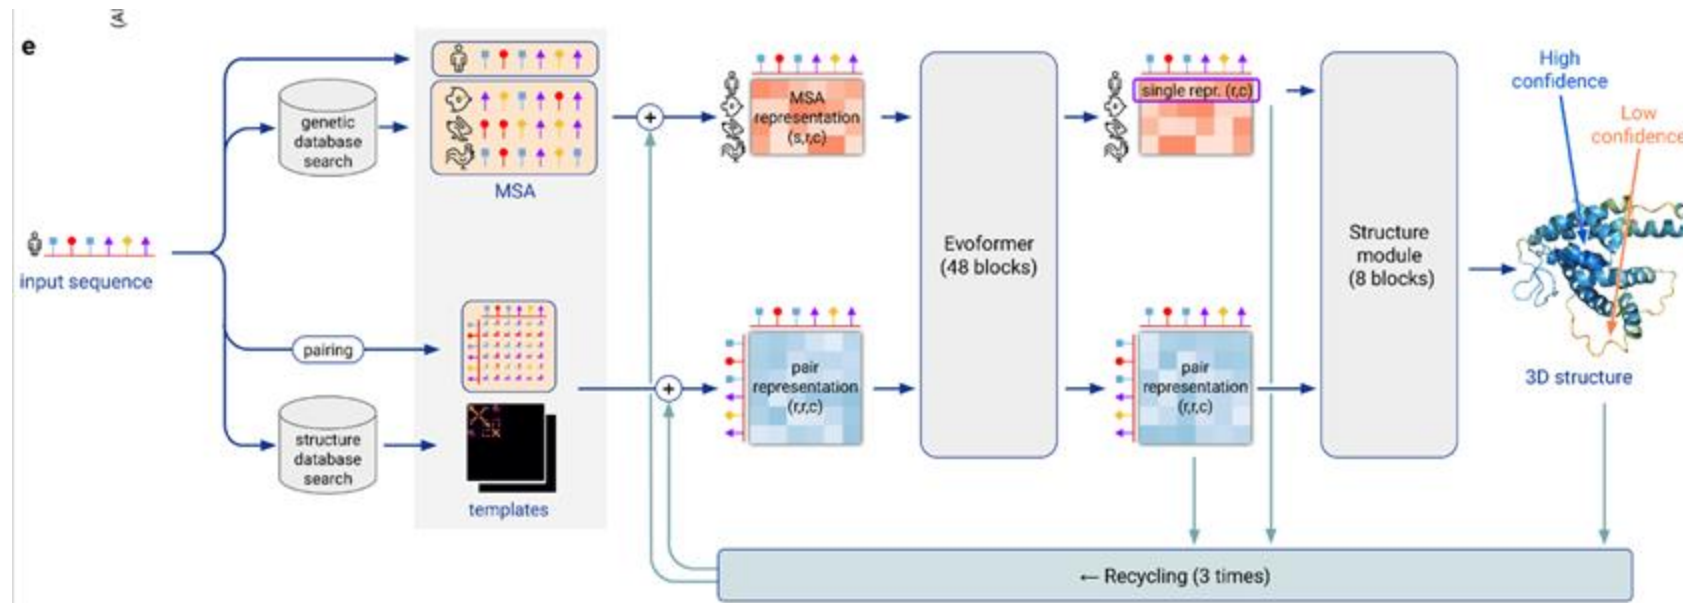 e
genetic
database
search
MSA
input sequence
pairing
structure
database
search
templates
+
+
MSA
representation
(s,r,c)
pair
representation
(r,r,c)
Evoformer
(48 blocks)
single repr. (r,c)
pair
representation
(r,r,c)
Structure
module
(8 blocks)
High
confidence
Low
confidence
3D structure
← Recycling (3 times)